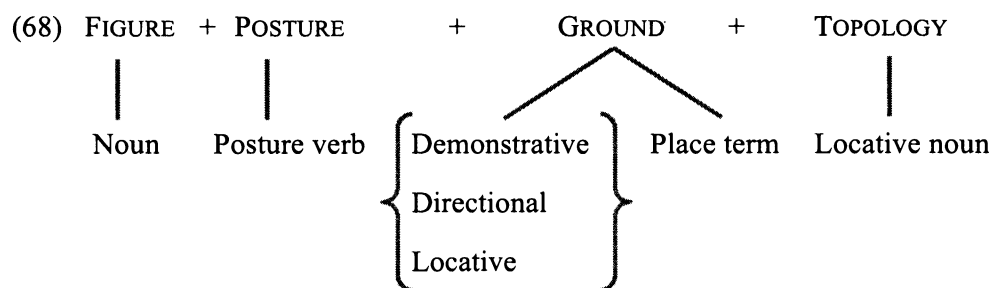 (68) FIGURE + POSTURE + GROUND + TOPOLOGY
Noun Posture verb Demonstrative Place term Locative noun
Directional
Locative